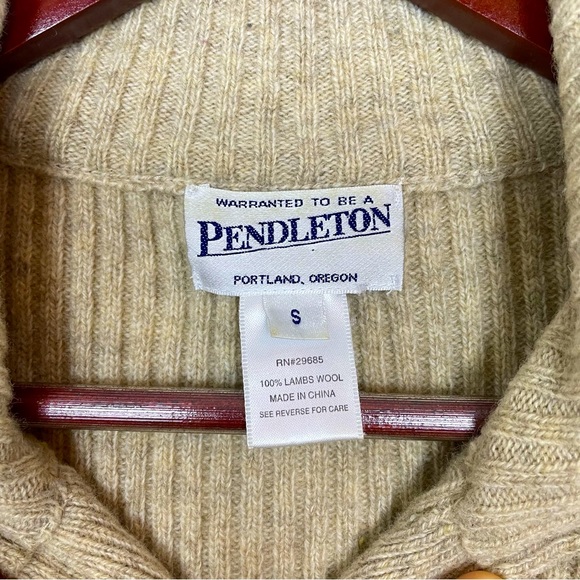 WARRANTED TO BE A
PENDLETON
PORTLAND, OREGON
S
RN#29685
100% LAMBS WOOL
MADE IN CHINA
SEE REVERSE FOR CARE